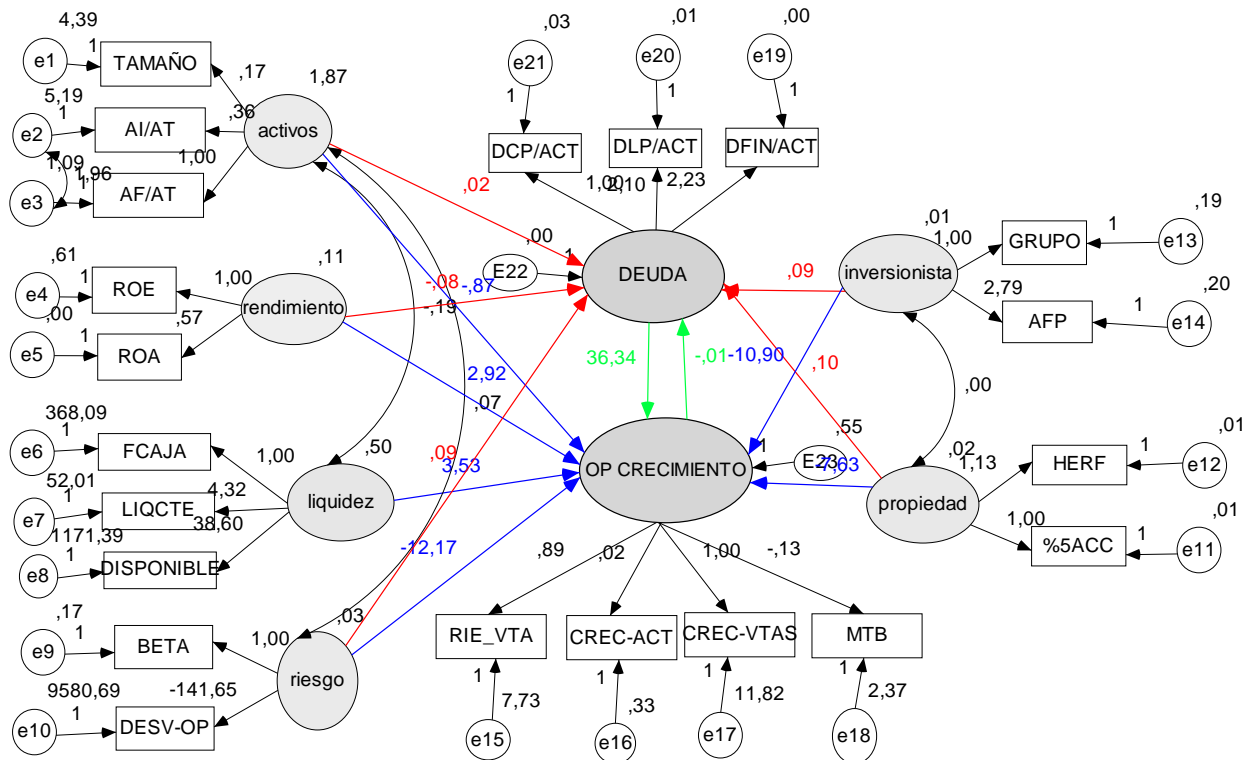 4,39
,03
,01
,00
e1
1
TAMAÑO
,17
1,87
e21
e20
e19
5,19
1
,36
1
1
1
e2
AI/AT
activos
DCP/ACT
DLP/ACT
DFIN/ACT
1,09
1,96
1,00
e3
1
AF/AT
,02
1,00
2,10
2,23
,01
1,00
GRUPO
1
,19
e13
,61
,11
,00
1
E22
DEUDA
,09
inversionista
e4
1
ROE
1,00
rendimiento
-,08
-,87
2,79
,20
,00
-,19
AFP
1
e14
e5
1
ROA
,57
36,34
-,01
-10,90
,10
,00
2,92
,07
368,09
e6
1
FCAJA
1,00
,50
,55
,02
,01
52,01
,09
3,53
OP CRECIMIENTO
1
E23
-7,63
1,13
HERF
1
e12
e7
1
LIQCTE
4,32
liquidez
propiedad
1171,39
38,60
1,00
,01
e8
1
DISPONIBLE
-12,17
%5ACC
1
e11
,89
,02
1,00
-,13
,17
,03
e9
1
BETA
1,00
RIE_VTA
CREC-ACT
CREC-VTAS
MTB
riesgo
9580,69
-141,65
1
1
1
1
e10
1
DESV-OP
7,73
,33
11,82
2,37
e15
e16
e17
e18